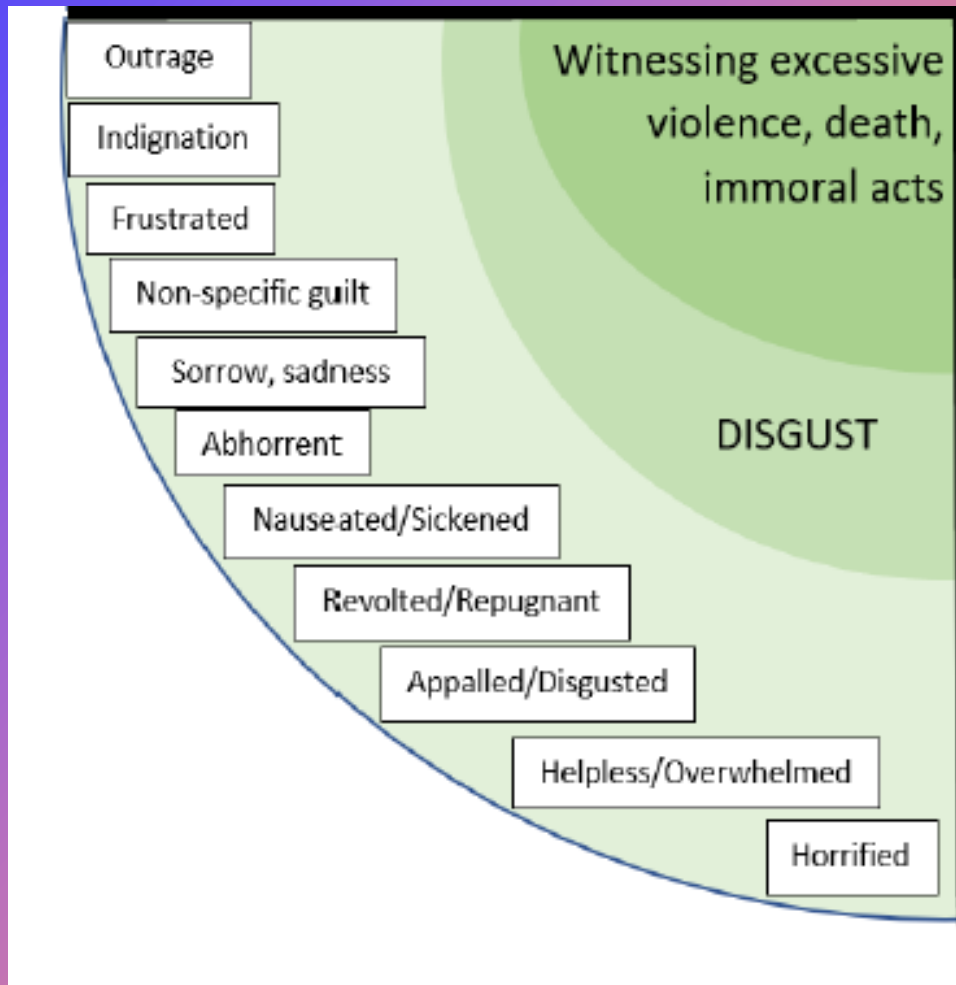 Witnessing excessive
violence, death,
immoral acts
DISGUST
Outrage
Indignation
Frustrated
Non-specific guilt
Sorrow, sadness
Abhorrent
Nauseated/Sickened
Revolted/Repugnant
Appalled/Disgusted
Helpless/Overwhelmed
Horrified